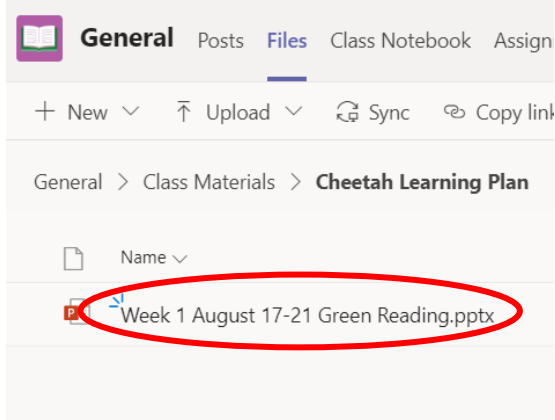 General Posts Files Class Notebook Assign
New Upload Sync Copy link
General > Class Materials > Cheetah Learning Plan
Name
Week 1 August 17-21 Green Reading.pptx